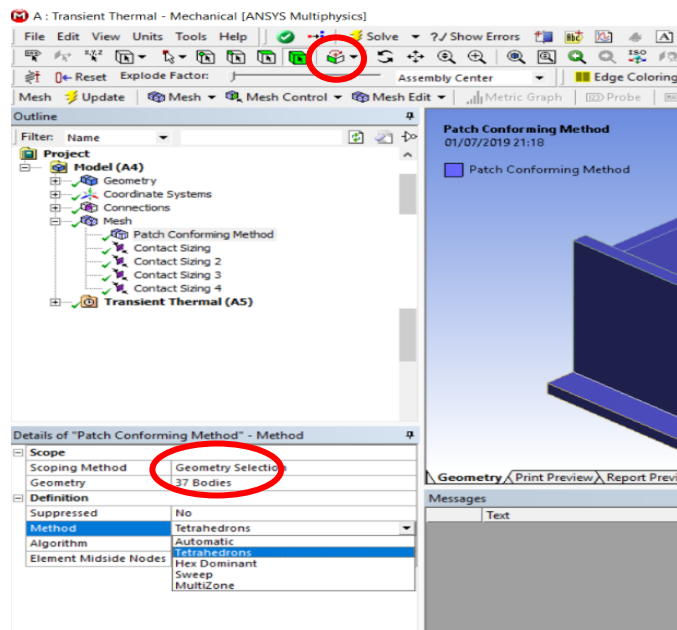 A : Transient Thermal - Mechanical [ANSYS Multiphysics]
File Edit View Units Tools Help Solve ?/ Show Errors
Reset Explode Factor: Assembly Center Edge Coloring
Mesh Update Mesh Mesh Control Mesh Edit Metric Graph Probe
Outline
Filter: Name
Project
Model (A4)
Geometry
Coordinate Systems
Connections
Mesh
Patch Conforming Method
Contact Sizing
Contact Sizing 2
Contact Sizing 3
Contact Sizing 4
Transient Thermal (A5)
Patch Conforming Method
01/07/2019 21:18
Patch Conforming Method
Details of "Patch Conforming Method" - Method
Scope
Scoping Method Geometry Selection
Geometry 37 Bodies
Definition
Suppressed No
Method Tetrahedrons
Algorithm Automatic
Tetrahedrons
Element Midside Nodes Hex Dominant
Sweep
MultiZone
Geometry Print Preview Report Previ
Messages
Text